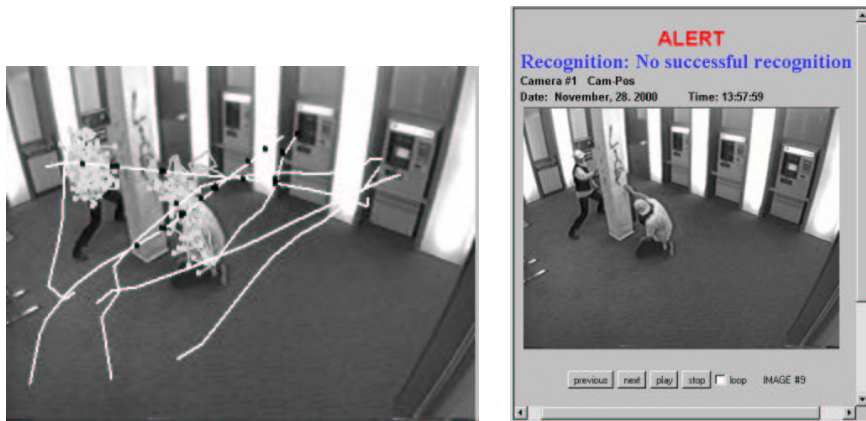 ALERT
Recognition: No successful recognition
Camera #1 Cam-Pos
Date: November, 28. 2000 Time: 13:57:59
previous next play stop loop IMAGE #9